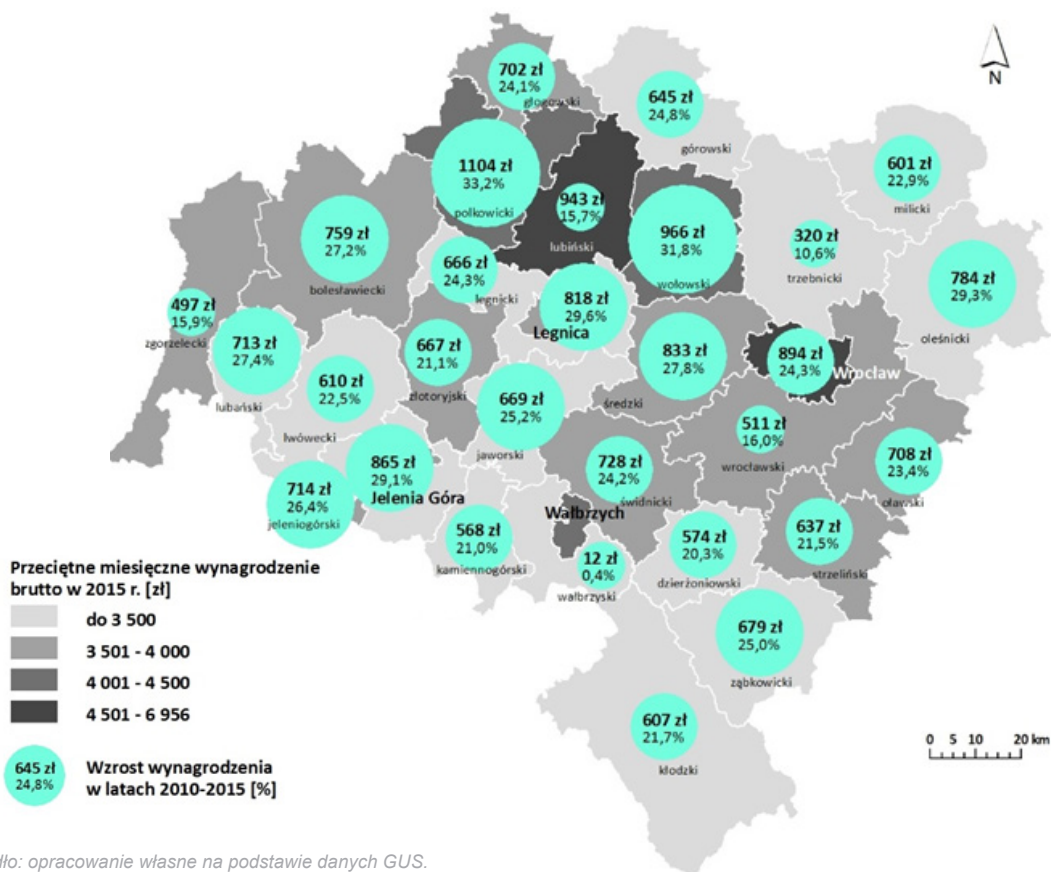 702 zł
24,1%
głogowski
645 zł
24,8%
górowski
N
1104 zł
33,2%
polkowicki
943 zł
15,7%
lubiński
966 zł
31,8%
wołowski
320 zł
10,6%
trzebnicki
601 zł
22,9%
milicki
759 zł
27,2%
bolesławiecki
666 zł
24,3%
legnicki
818 zł
29,6%
Legnica
784 zł
29,3%
oleśnicki
497 zł
15,9%
zgorzelecki
713 zł
27,4%
lubański
610 zł
22,5%
lwówecki
667 zł
21,1%
złotoryjski
669 zł
25,2%
jaworski
833 zł
27,8%
średzki
894 zł
24,3%
Wrocław
511 zł
16,0%
wrocławski
708 zł
23,4%
oławski
714 zł
26,4%
jeleniogórski
865 zł
29,1%
Jelenia Góra
728 zł
24,2%
świdnicki
Wałbrzych
568 zł
21,0%
kamiennogórski
12 zł
0,4%
wałbrzyski
574 zł
20,3%
dzierżoniowski
637 zł
21,5%
strzeliński
679 zł
25,0%
ząbkowicki
607 zł
21,7%
kłodzki
Przeciętne miesięczne wynagrodzenie
brutto w 2015 r. [zł]
do 3 500
3 501 - 4 000
4 001 - 4 500
4 501 - 6 956
645 zł
24,8%
Wzrost wynagrodzenia
w latach 2010-2015 [%]
0 5 10 20 km
dło: opracowanie własne na podstawie danych GUS.